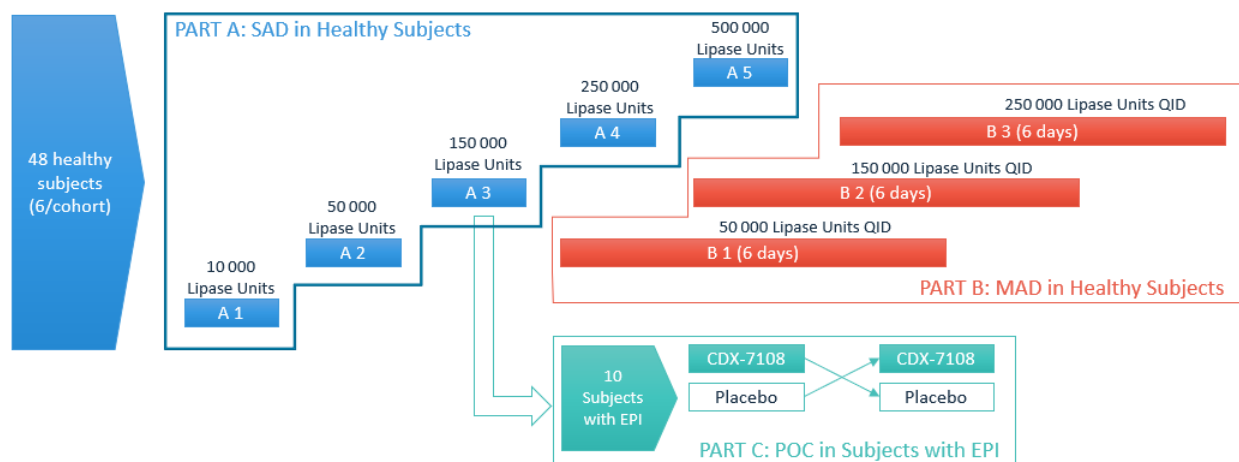 48 healthy
subjects
(6/cohort)
PART A: SAD in Healthy Subjects
10 000
Lipase Units
A 1
50 000
Lipase Units
A 2
150 000
Lipase Units
A 3
250 000
Lipase Units
A 4
500 000
Lipase Units
A 5
250 000 Lipase Units QID
B 3 (6 days)
150 000 Lipase Units QID
B 2 (6 days)
50 000 Lipase Units QID
B 1 (6 days)
PART B: MAD in Healthy Subjects
10
Subjects
with EPI
CDX-7108
CDX-7108
Placebo
Placebo
PART C: POC in Subjects with EPI